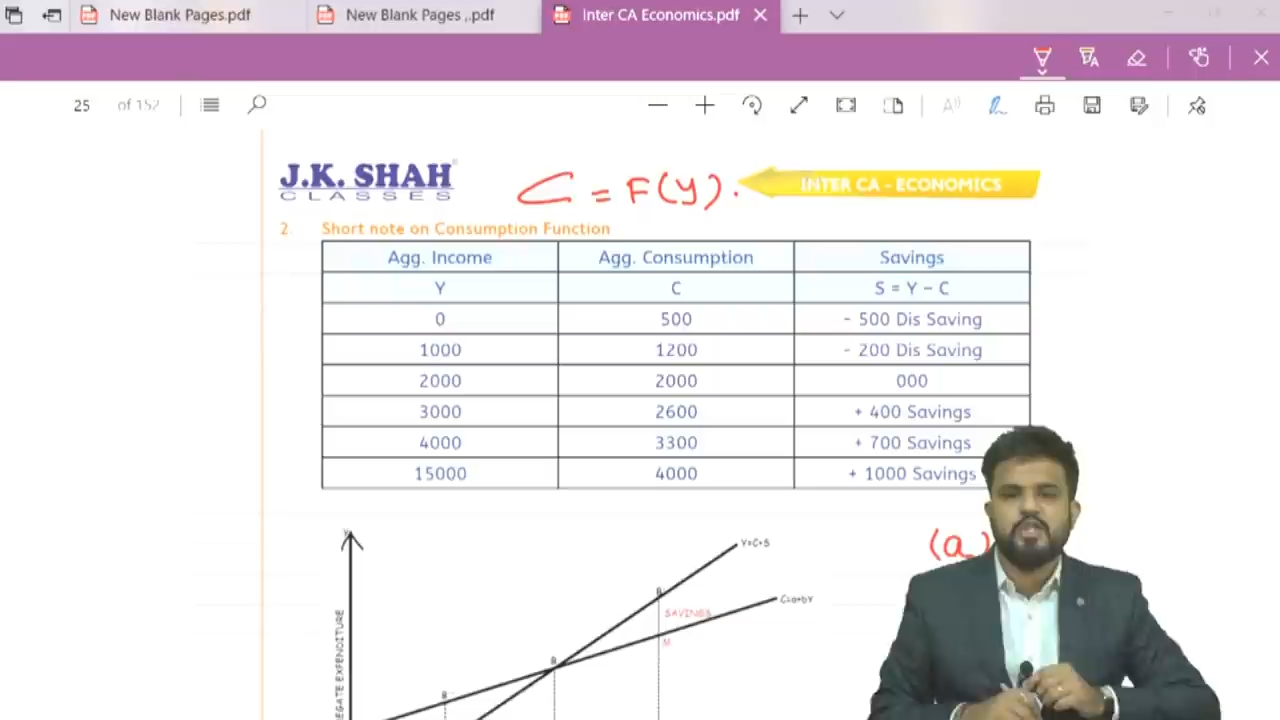 New Blank Pages.pdf
New Blank Pages ,.pdf
Inter CA Economics.pdf
25 of 152
J.K. SHAH
CLASSES
C = F(Y).
INTER CA - ECONOMICS
2. Short note on Consumption Function
Agg. Income Agg. Consumption Savings
Y C S = Y - C
0 500 - 500 Dis Saving
1000 1200 - 200 Dis Saving
2000 2000 000
3000 2600 + 400 Savings
4000 3300 + 700 Savings
15000 4000 + 1000 Savings
Y
Y=C+S
(a)
B
C=a+bY
SAVINGS
M
B
B